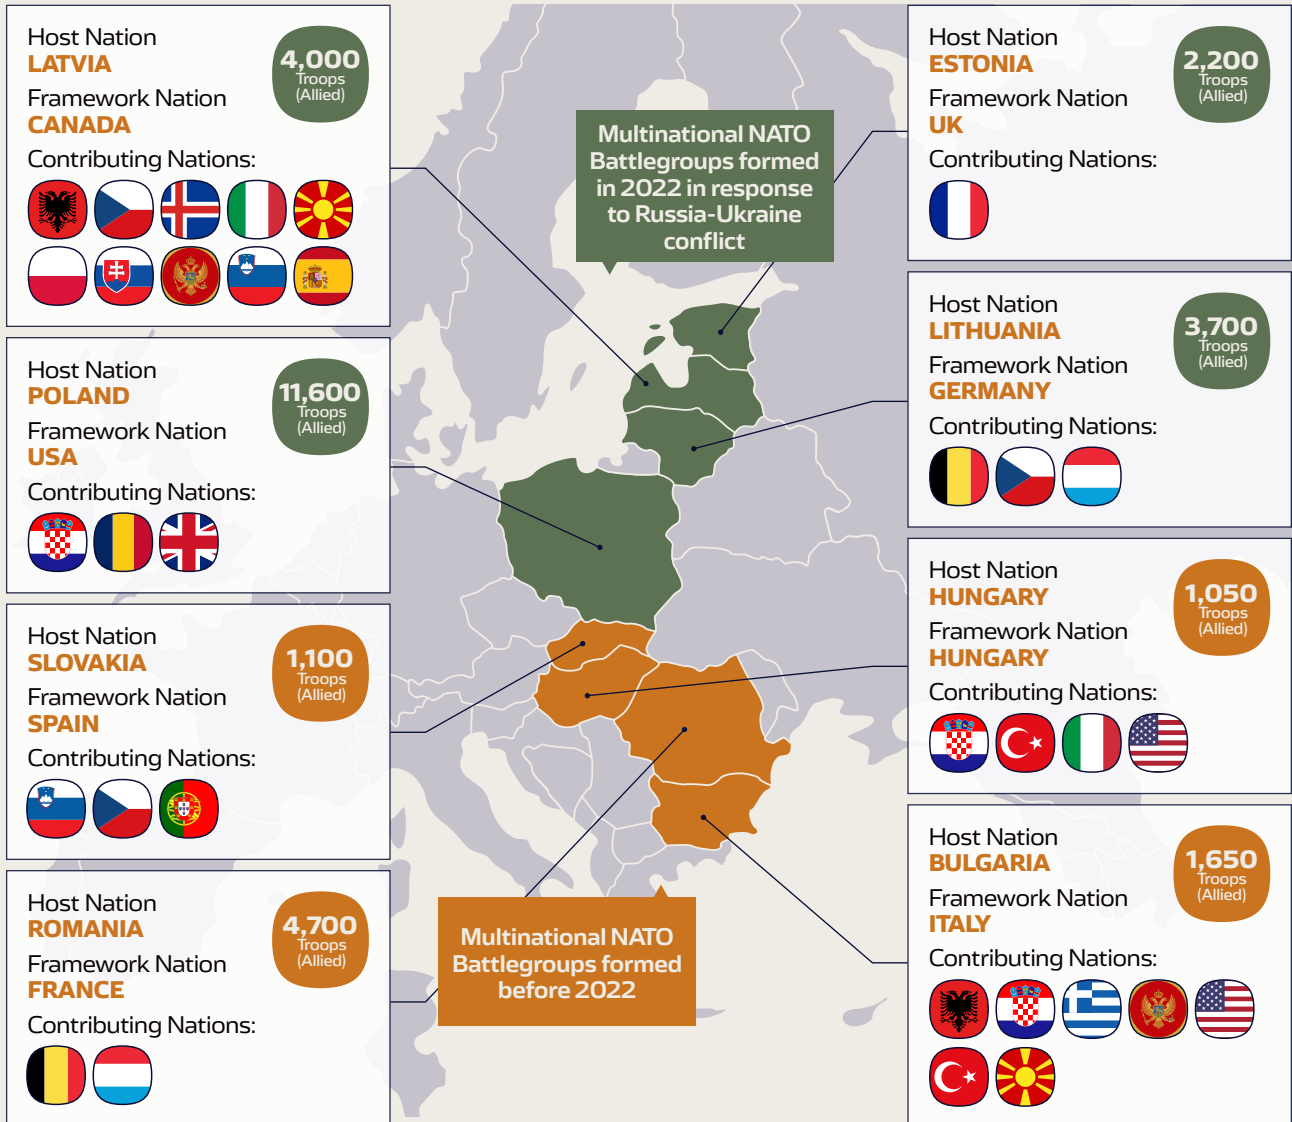 Host Nation
LATVIA
Framework Nation
CANADA
Contributing Nations:
4,000
Troops
(Allied)
Host Nation
POLAND
Framework Nation
USA
Contributing Nations:
11,600
Troops
(Allied)
Host Nation
SLOVAKIA
Framework Nation
SPAIN
Contributing Nations:
1,100
Troops
(Allied)
Host Nation
ROMANIA
Framework Nation
FRANCE
Contributing Nations:
4,700
Troops
(Allied)
Multinational NATO
Battlegroups formed
in 2022 in response
to Russia-Ukraine
conflict
Multinational NATO
Battlegroups formed
before 2022
Host Nation
ESTONIA
Framework Nation
UK
Contributing Nations:
2,200
Troops
(Allied)
Host Nation
LITHUANIA
Framework Nation
GERMANY
Contributing Nations:
3,700
Troops
(Allied)
Host Nation
HUNGARY
Framework Nation
HUNGARY
Contributing Nations:
1,050
Troops
(Allied)
Host Nation
BULGARIA
Framework Nation
ITALY
Contributing Nations:
1,650
Troops
(Allied)